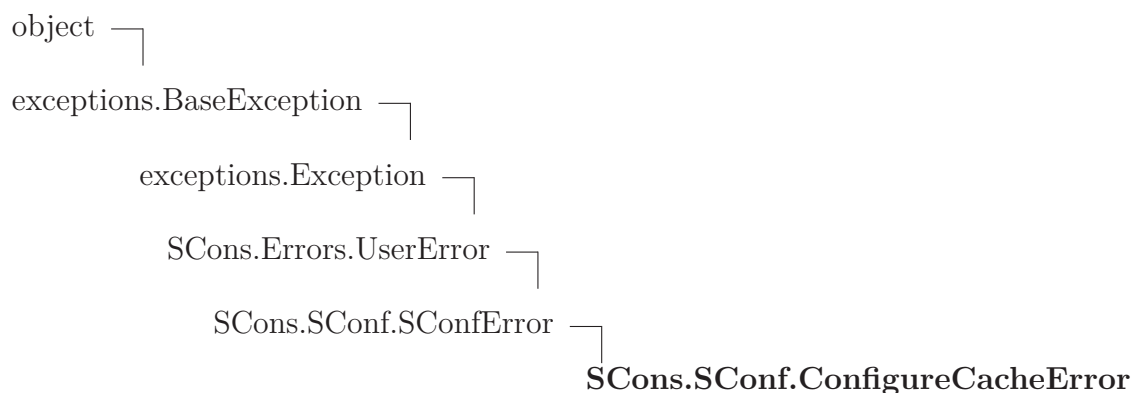 object
exceptions.BaseException
exceptions.Exception
SCons.Errors.UserError
SCons.SConf.SConfError
SCons.SConf.ConfigureCacheError